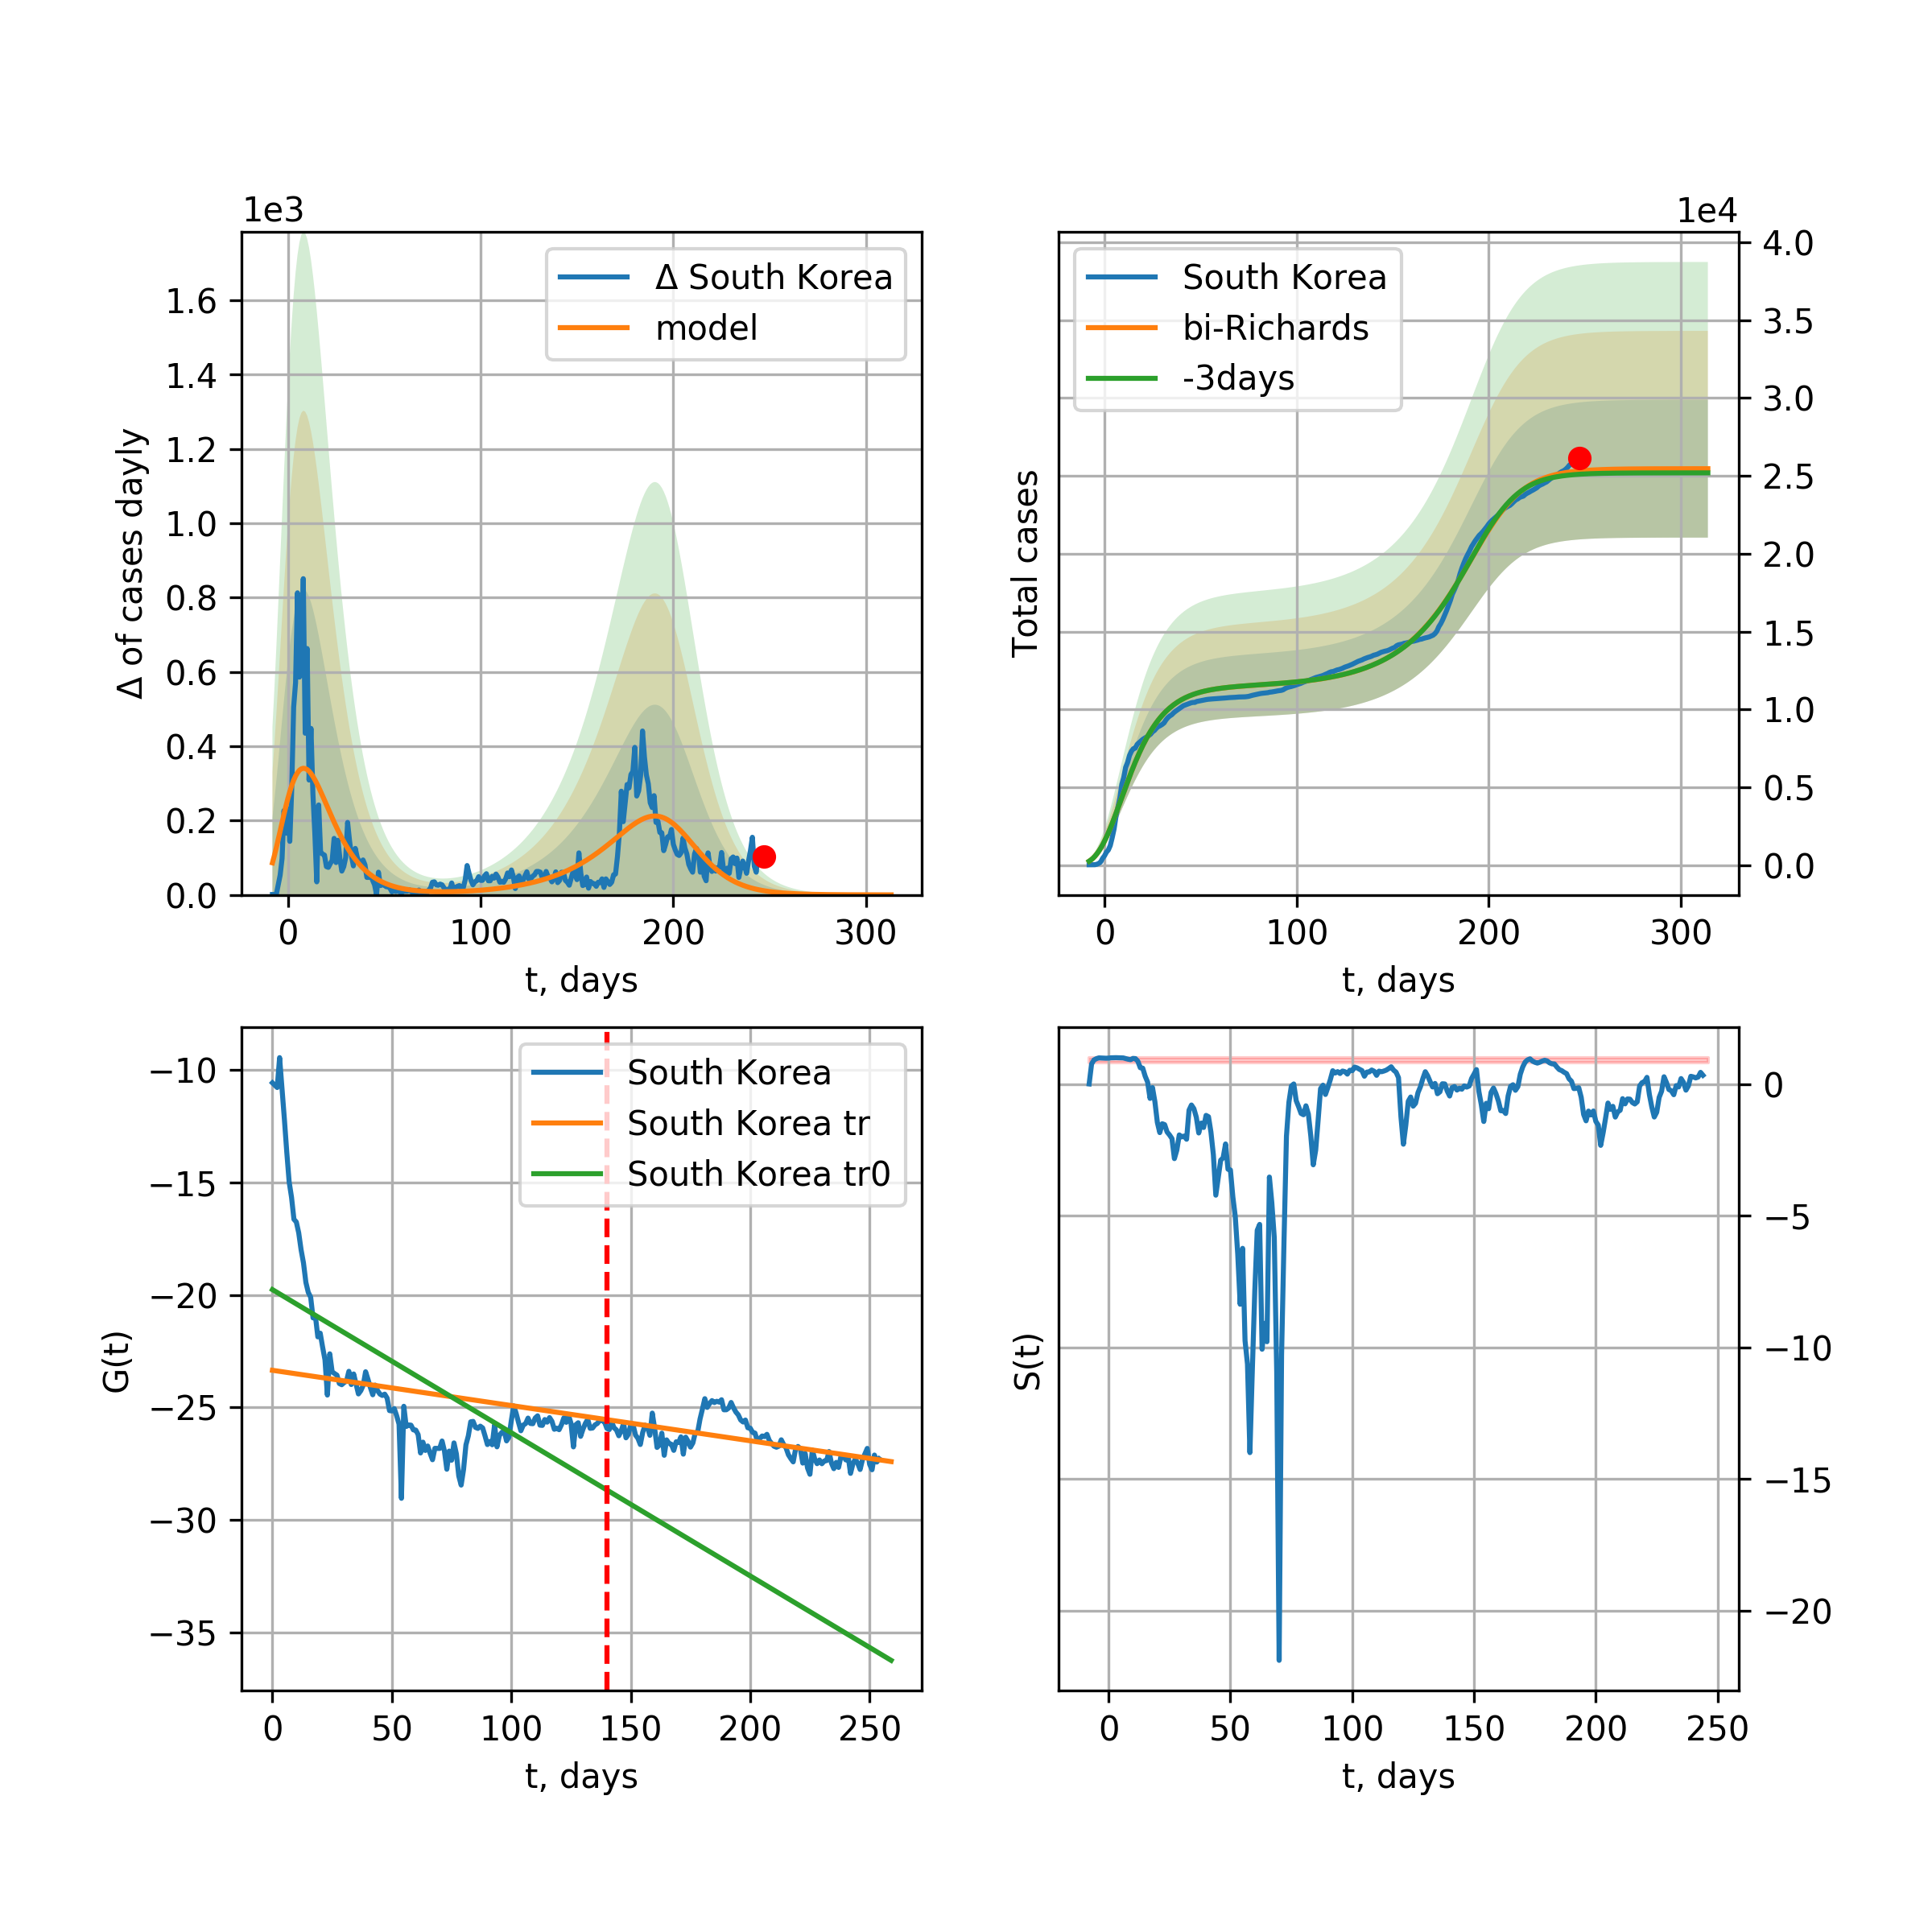 1e3
Δ South Korea
model
1.6
1.4
1.2
1.0
0.8
0.6
0.4
0.2
0.0
Δ of cases dayly
0
100
200
300
t, days
1e4
South Korea
bi-Richards
-3days
4.0
3.5
3.0
2.5
2.0
1.5
1.0
0.5
0.0
Total cases
0
100
200
300
t, days
South Korea
South Korea tr
South Korea tr0
−10
−15
−20
−25
−30
−35
G(t)
0
50
100
150
200
250
t, days
0
−5
−10
−15
−20
S(t)
0
50
100
150
200
250
t, days